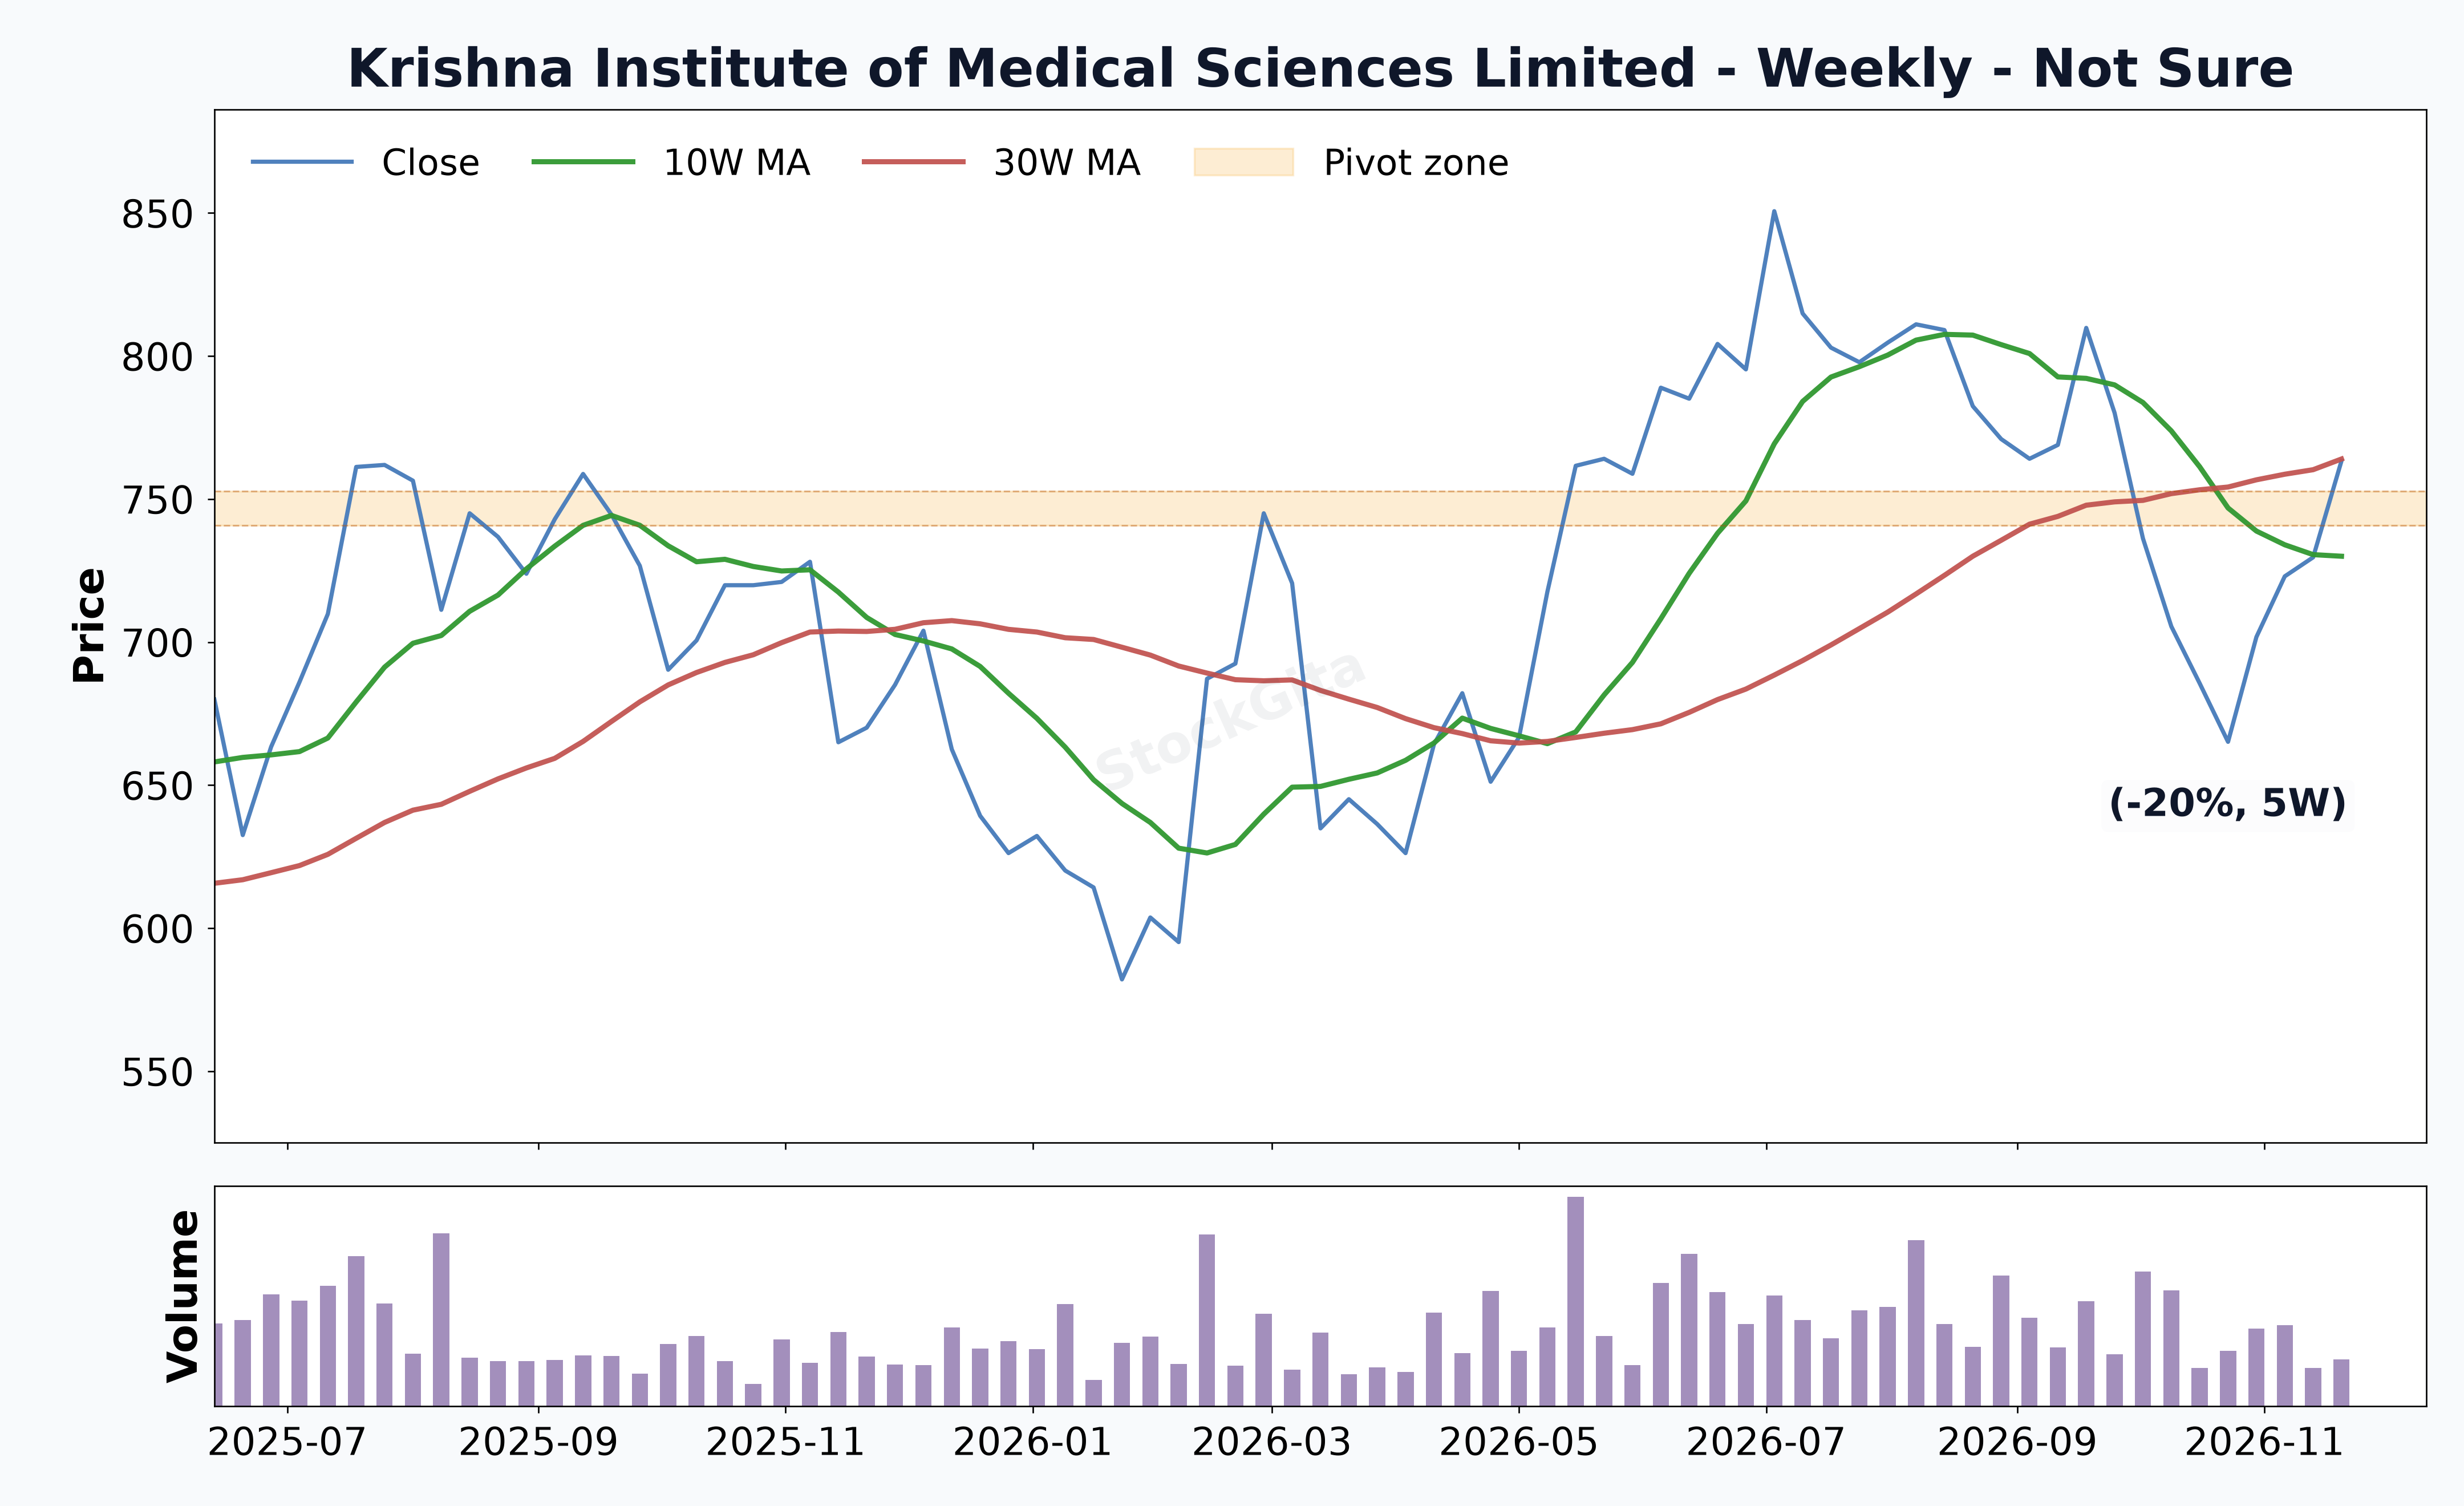 Krishna Institute of Medical Sciences Limited - Weekly - Not Sure
Close 10W MA 30W MA Pivot zone
850
800
750
700
650
600
550
Price
StockGita
(-20%, 5W)
Volume
2025-07 2025-09 2025-11 2026-01 2026-03 2026-05 2026-07 2026-09 2026-11